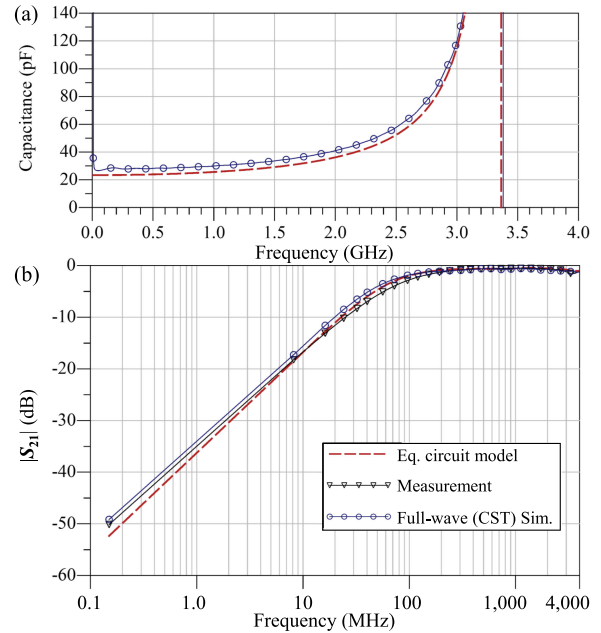 (a)
140
120
100
80
60
40
20
0
Capacitance (pF)
0.0 0.5 1.0 1.5 2.0 2.5 3.0 3.5 4.0
Frequency (GHz)
(b)
0
-10
-20
-30
-40
-50
-60
|S21| (dB)
Eq. circuit model
Measurement
Full-wave (CST) Sim.
0.1 1.0 10 100 1,000 4,000
Frequency (MHz)